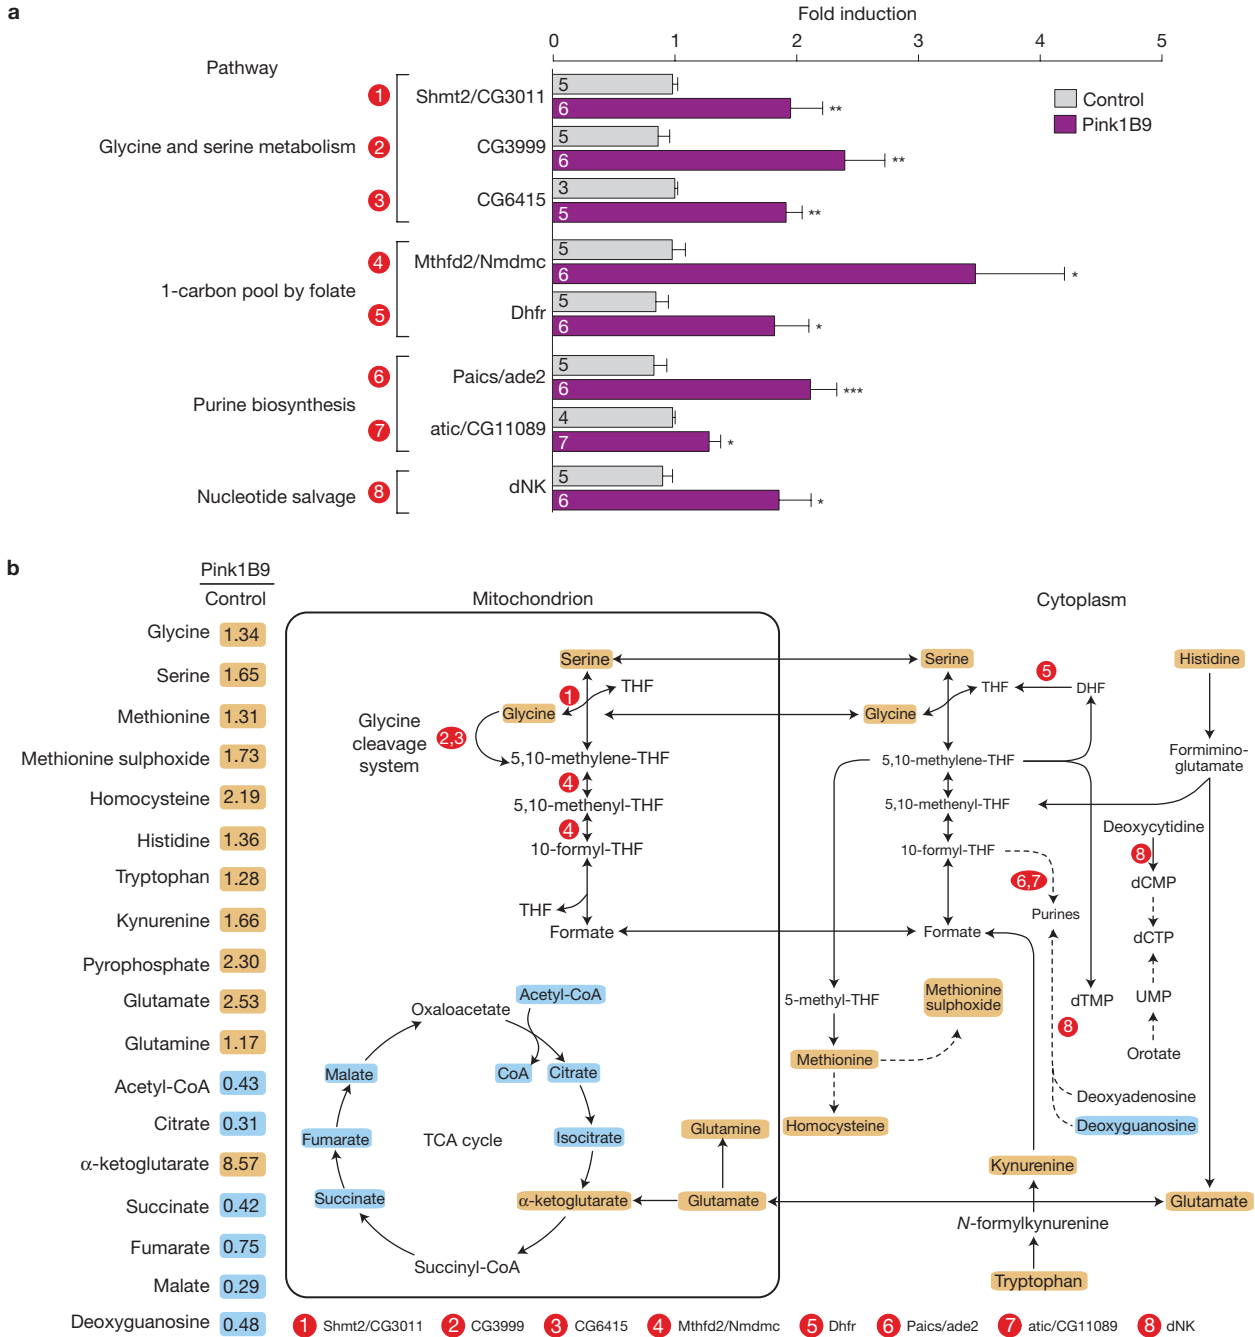 a
Fold induction
0 1 2 3 4 5
Pathway
Control
Pink1B9
Glycine and serine metabolism
1 Shmt2/CG3011 5 6 **
2 CG3999 5 6 **
3 CG6415 3 5 **
1-carbon pool by folate
4 Mthfd2/Nmdmc 5 6 *
5 Dhfr 5 6 *
Purine biosynthesis
6 Paics/ade2 5 6 ***
7 atic/CG11089 4 7 *
Nucleotide salvage
8 dNK 5 6 *
b
Pink1B9
Control
Glycine 1.34
Serine 1.65
Methionine 1.31
Methionine sulphoxide 1.73
Homocysteine 2.19
Histidine 1.36
Tryptophan 1.28
Kynurenine 1.66
Pyrophosphate 2.30
Glutamate 2.53
Glutamine 1.17
Acetyl-CoA 0.43
Citrate 0.31
α-ketoglutarate 8.57
Succinate 0.42
Fumarate 0.75
Malate 0.29
Deoxyguanosine 0.48
Mitochondrion
Serine
1
THF
Glycine
Glycine
cleavage
system
2,3
5,10-methylene-THF
4
5,10-methenyl-THF
4
10-formyl-THF
THF
Formate
Acetyl-CoA
Oxaloacetate
CoA
Citrate
Malate
Isocitrate
Fumarate
TCA cycle
Glutamine
Succinate
α-ketoglutarate
Glutamate
Succinyl-CoA
Cytoplasm
Serine
Histidine
5
THF
DHF
Glycine
5,10-methylene-THF
Formimino-
glutamate
5,10-methenyl-THF
Deoxycytidine
10-formyl-THF
8
6,7
dCMP
Purines
Formate
dCTP
5-methyl-THF
Methionine
sulphoxide
dTMP
UMP
8
Orotate
Methionine
Deoxyadenosine
Homocysteine
Deoxyguanosine
Kynurenine
Glutamate
N-formylkynurenine
Tryptophan
1 Shmt2/CG3011 2 CG3999 3 CG6415 4 Mthfd2/Nmdmc 5 Dhfr 6 Paics/ade2 7 atic/CG11089 8 dNK